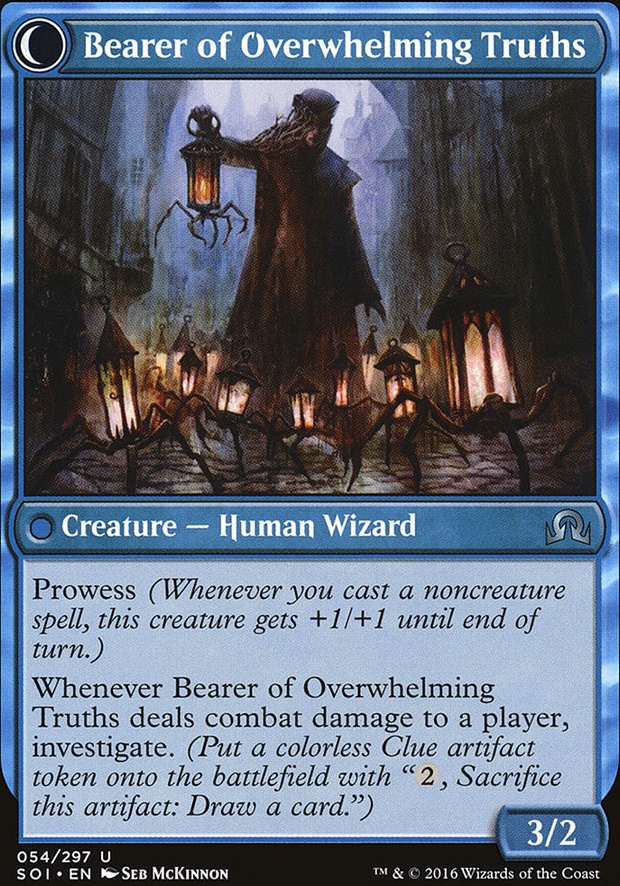 Bearer of Overwhelming Truths
Creature — Human Wizard
Prowess (Whenever you cast a noncreature
spell, this creature gets +1/+1 until end of
turn.)
Whenever Bearer of Overwhelming
Truths deals combat damage to a player,
investigate. (Put a colorless Clue artifact
token onto the battlefield with “2, Sacrifice
this artifact: Draw a card.”)
3/2
054/297 U
SOI • EN Seb McKinnon
™ & © 2016 Wizards of the Coast